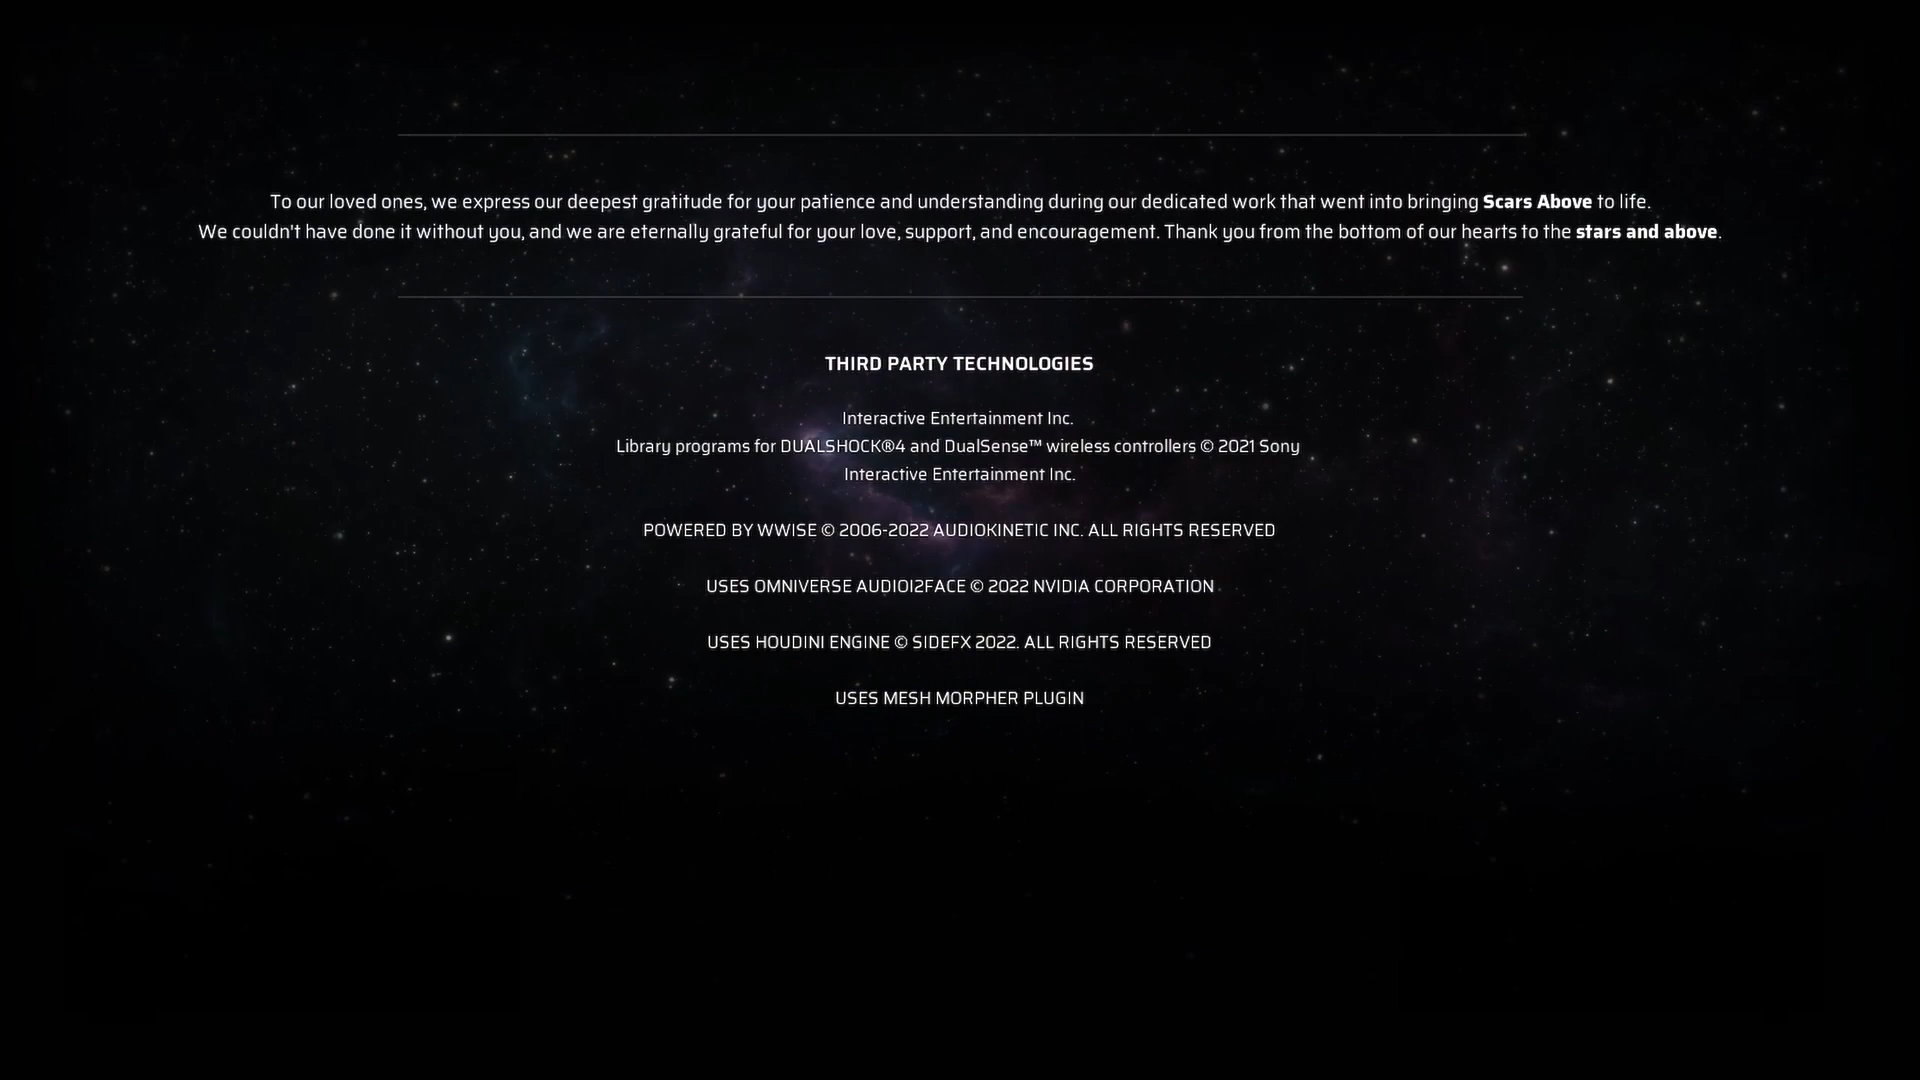 To our loved ones, we express our deepest gratitude for your patience and understanding during our dedicated work that went into bringing Scars Above to life.
We couldn't have done it without you, and we are eternally grateful for your love, support, and encouragement. Thank you from the bottom of our hearts to the stars and above.
THIRD PARTY TECHNOLOGIES
Interactive Entertainment Inc.
Library programs for DUALSHOCK®4 and DualSense™ wireless controllers © 2021 Sony
Interactive Entertainment Inc.
POWERED BY WWISE © 2006-2022 AUDIOKINETIC INC. ALL RIGHTS RESERVED
USES OMNIVERSE AUDIOI2FACE © 2022 NVIDIA CORPORATION
USES HOUDINI ENGINE © SIDEFX 2022. ALL RIGHTS RESERVED
USES MESH MORPHER PLUGIN